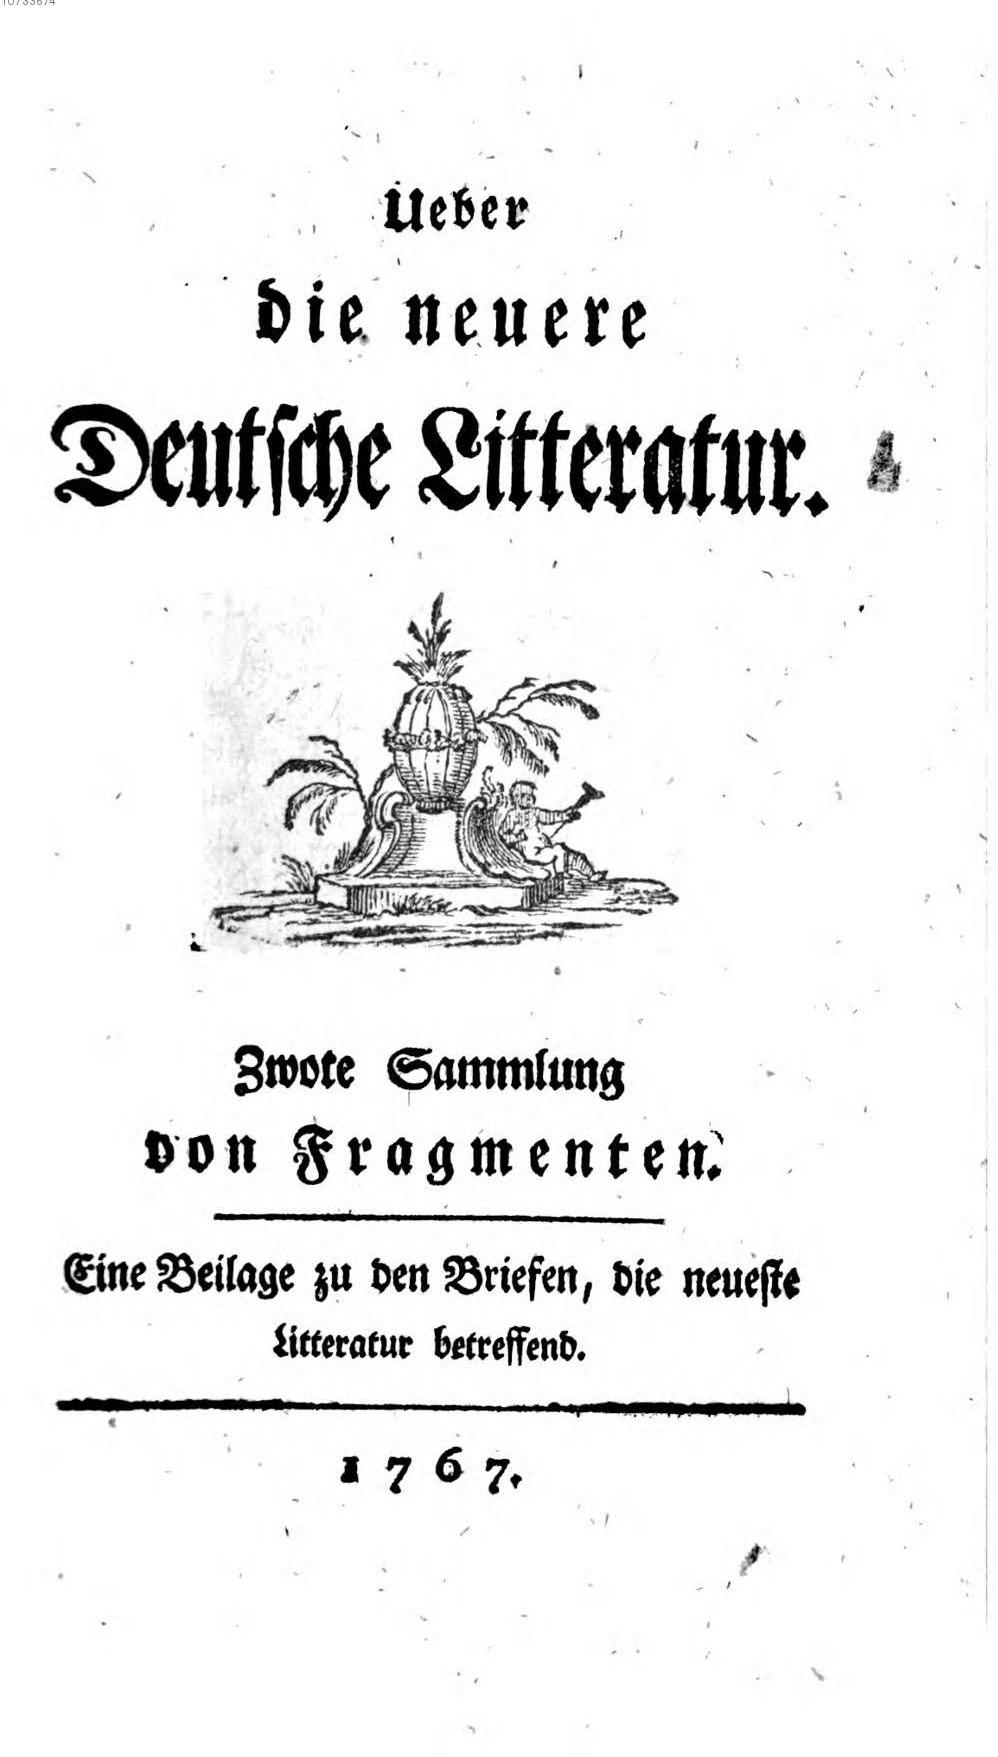 10733674
Ueber
die neuere
Deutsche Litteratur.
Zwote Sammlung
von Fragmenten.
Eine Beilage zu den Briefen, die neueste
Litteratur betreffend.
1767.